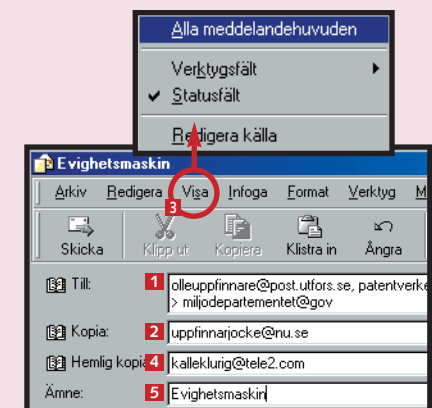 Alla meddelandehuvuden
Verktygsfält
Statusfält
Redigera källa
Evighetsmaskin
Arkiv Redigera Visa Infoga Format Verktyg M
3
Skicka Klipp ut Kopiera Klistra in Ångra
Till: 1 olleuppfinnare@post.utfors.se, patentverke
> miljodepartementet@gov
Kopia: 2 uppfinnarjocke@nu.se
Hemlig kopia 4 kalleklurig@tele2.com
Ämne: 5 Evighetsmaskin